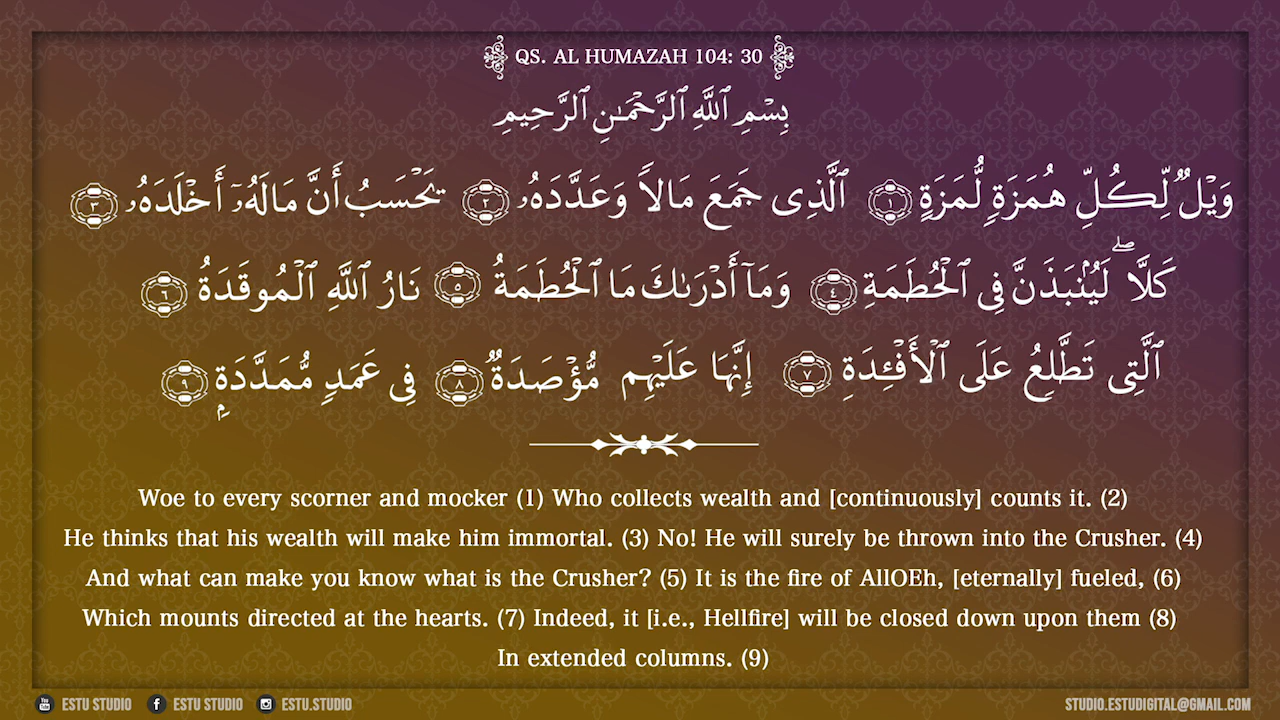 QS. AL HUMAZAH 104: 30
بِسْمِ ٱللَّهِ ٱلرَّحْمَـٰنِ ٱلرَّحِيمِ
وَيْلٌ لِّكُلِّ هُمَزَةٍ لُّمَزَةٍ ١ ٱلَّذِى جَمَعَ مَالًا وَعَدَّدَهُۥ ٢ يَحْسَبُ أَنَّ مَالَهُۥٓ أَخْلَدَهُۥ ٣
كَلَّا ۖ لَيُنۢبَذَنَّ فِى ٱلْحُطَمَةِ ٤ وَمَآ أَدْرَىٰكَ مَا ٱلْحُطَمَةُ ٥ نَارُ ٱللَّهِ ٱلْمُوقَدَةُ ٦
ٱلَّتِى تَطَّلِعُ عَلَى ٱلْأَفْـِٔدَةِ ٧ إِنَّهَا عَلَيْهِم مُّؤْصَدَةٌ ٨ فِى عَمَدٍ مُّمَدَّدَةٍۭ ٩
Woe to every scorner and mocker (1) Who collects wealth and [continuously] counts it. (2)
He thinks that his wealth will make him immortal. (3) No! He will surely be thrown into the Crusher. (4)
And what can make you know what is the Crusher? (5) It is the fire of AllOEh, [eternally] fueled, (6)
Which mounts directed at the hearts. (7) Indeed, it [i.e., Hellfire] will be closed down upon them (8)
In extended columns. (9)
ESTU STUDIO ESTU STUDIO ESTU.STUDIO STUDIO.ESTUDIGITAL@GMAIL.COM